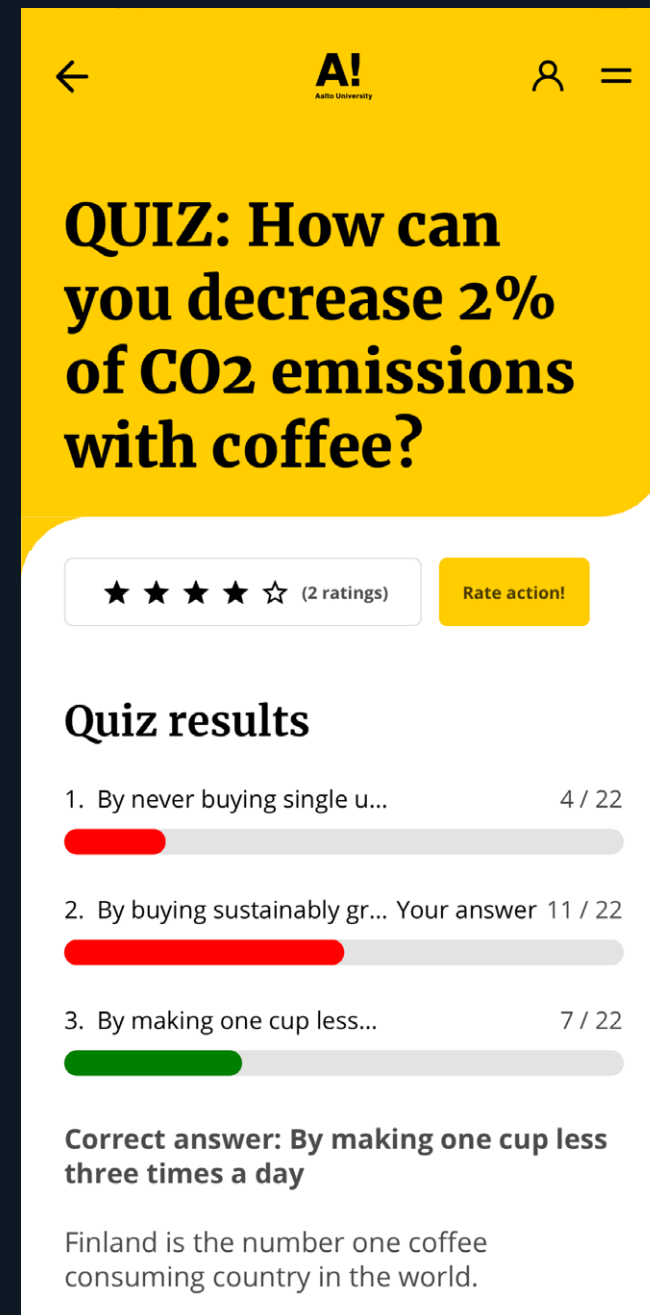 A!
Aalto University
QUIZ: How can
you decrease 2%
of CO2 emissions
with coffee?
(2 ratings)
Rate action!
Quiz results
1. By never buying single u... 4 / 22
2. By buying sustainably gr... Your answer 11 / 22
3. By making one cup less... 7 / 22
Correct answer: By making one cup less
three times a day
Finland is the number one coffee
consuming country in the world.